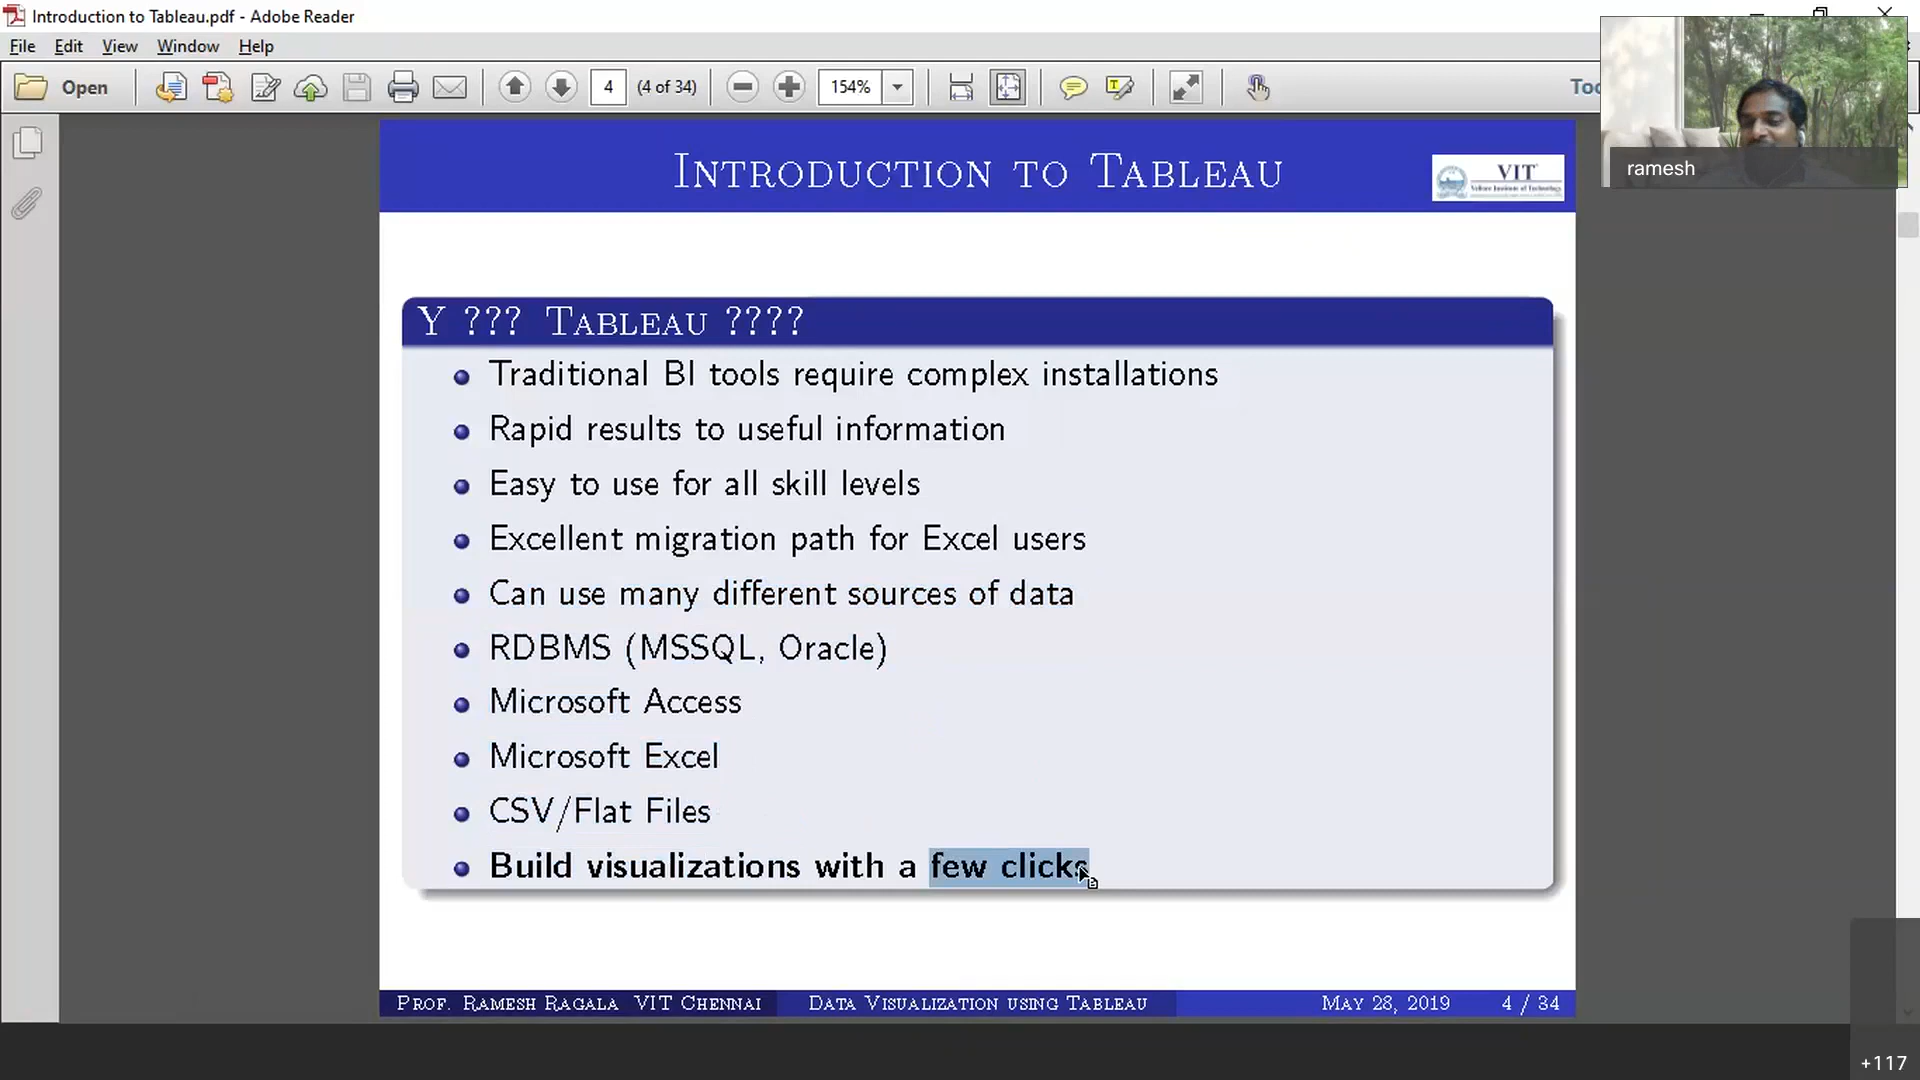 Introduction to Tableau.pdf - Adobe Reader
File Edit View Window Help
Open 4 (4 of 34) 154%
ramesh
INTRODUCTION TO TABLEAU
VIT
Vellore Institute of Technology
Y ??? TABLEAU ????
Traditional BI tools require complex installations
Rapid results to useful information
Easy to use for all skill levels
Excellent migration path for Excel users
Can use many different sources of data
RDBMS (MSSQL, Oracle)
Microsoft Access
Microsoft Excel
CSV/Flat Files
Build visualizations with a few clicks
PROF. RAMESH RAGALA VIT CHENNAI DATA VISUALIZATION USING TABLEAU MAY 28, 2019 4 / 34
+117